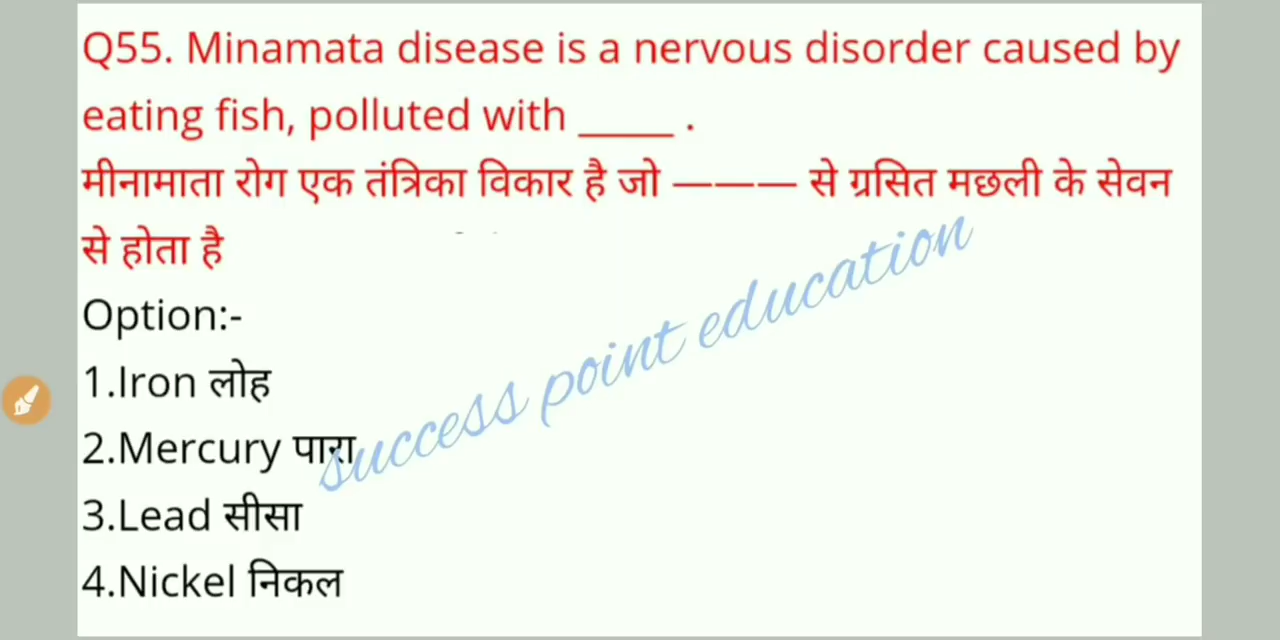 Q55. Minamata disease is a nervous disorder caused by
eating fish, polluted with _____ .
मीनामाता रोग एक तंत्रिका विकार है जो ——— से ग्रसित मछली के सेवन
से होता है
Option:-
1.Iron लोह
2.Mercury पारा
3.Lead सीसा
4.Nickel निकल
success point education